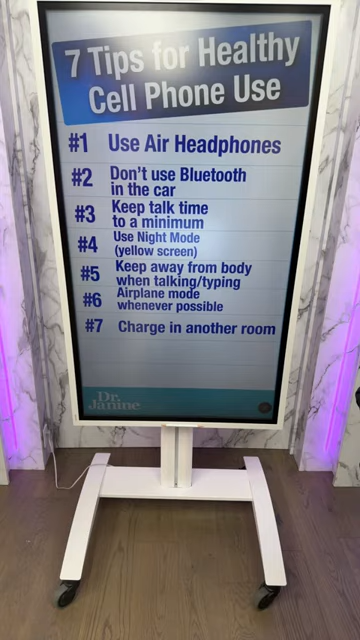 7 Tips for Healthy
Cell Phone Use
#1 Use Air Headphones
#2 Don't use Bluetooth
in the car
#3 Keep talk time
to a minimum
#4 Use Night Mode
(yellow screen)
#5 Keep away from body
when talking/typing
#6 Airplane mode
whenever possible
#7 Charge in another room
Dr.
Janine